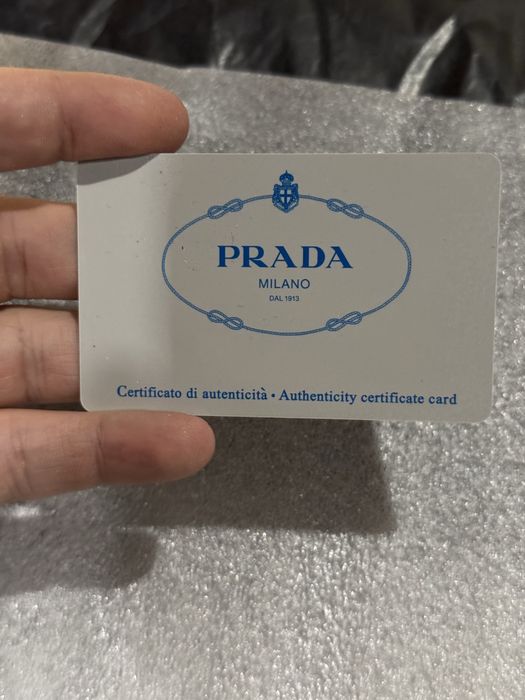 PRADA
MILANO
DAL 1913
Certificato di autenticità • Authenticity certificate card